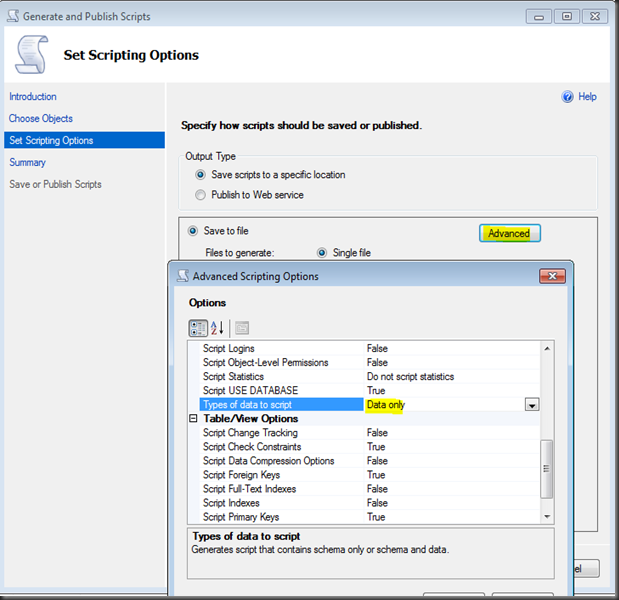 Generate and Publish Scripts
Set Scripting Options
Introduction
Choose Objects
Set Scripting Options
Summary
Save or Publish Scripts
Help
Specify how scripts should be saved or published.
Output Type
Save scripts to a specific location
Publish to Web service
Save to file
Advanced
Files to generate: Single file
Advanced Scripting Options
Options
Script Logins False
Script Object-Level Permissions False
Script Statistics Do not script statistics
Script USE DATABASE True
Types of data to script Data only
Table/View Options
Script Change Tracking False
Script Check Constraints True
Script Data Compression Options False
Script Foreign Keys True
Script Full-Text Indexes False
Script Indexes False
Script Primary Keys True
Types of data to script
Generates script that contains schema only or schema and data.
el